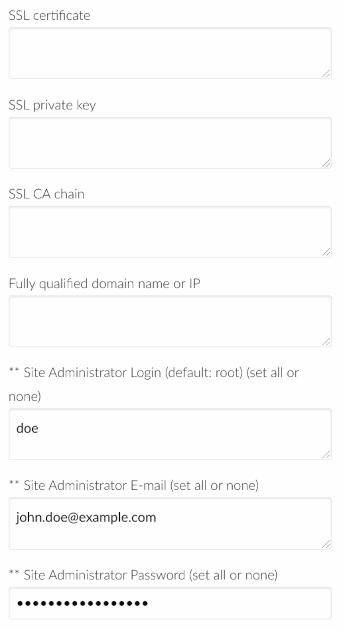 SSL certificate
SSL private key
SSL CA chain
Fully qualified domain name or IP
** Site Administrator Login (default: root) (set all or
none)
doe
** Site Administrator E-mail (set all or none)
john.doe@example.com
** Site Administrator Password (set all or none)
•••••••••••••••••